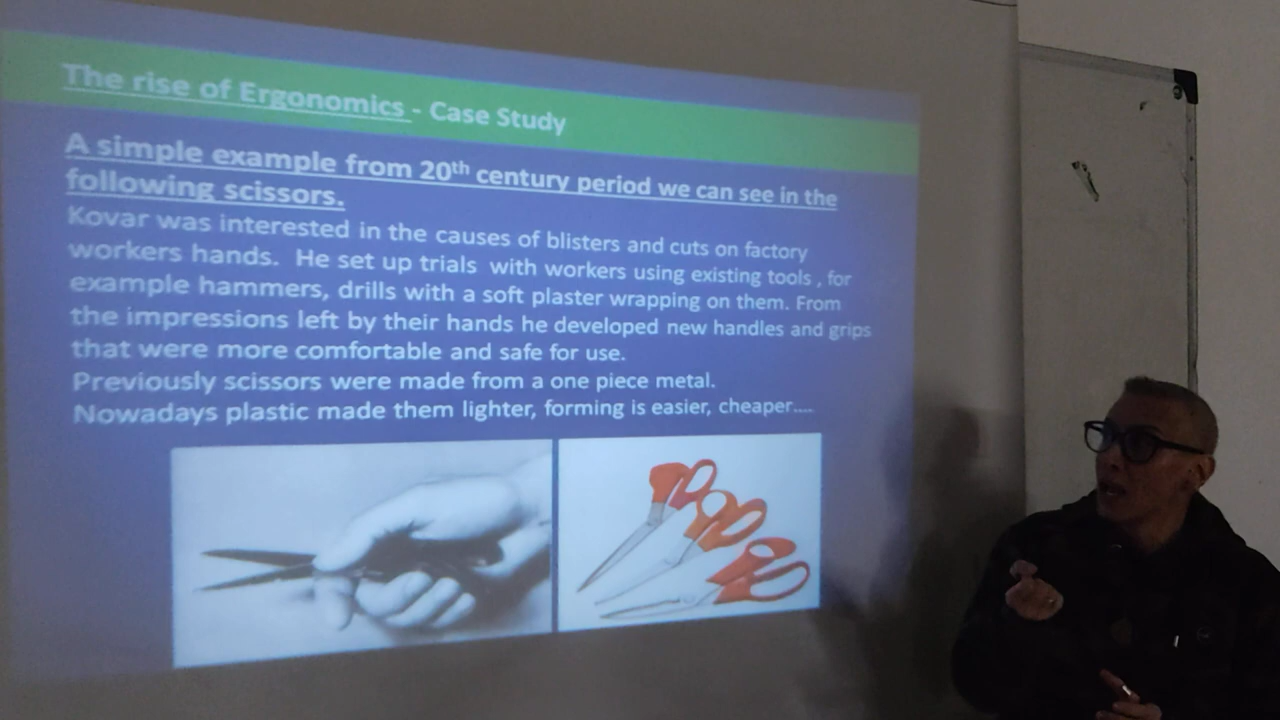 The rise of Ergonomics - Case Study
A simple example from 20th century period we can see in the
following scissors.
Kovar was interested in the causes of blisters and cuts on factory
workers hands.  He set up trials  with workers using existing tools , for
example hammers, drills with a soft plaster wrapping on them. From
the impressions left by their hands he developed new handles and grips
that were more comfortable and safe for use.
Previously scissors were made from a one piece metal.
Nowadays plastic made them lighter, forming is easier, cheaper....